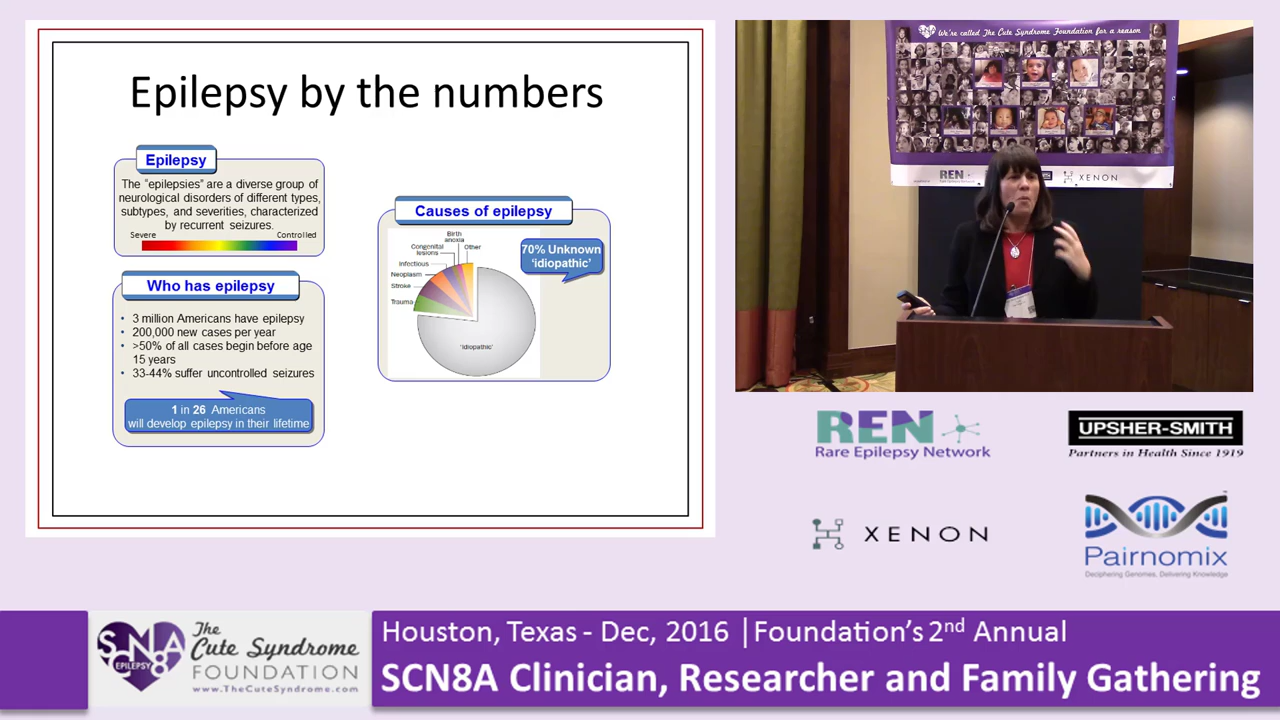 Epilepsy by the numbers
Epilepsy
The "epilepsies" are a diverse group of
neurological disorders of different types,
subtypes, and severities, characterized
by recurrent seizures.
Severe
Controlled
Who has epilepsy
• 3 million Americans have epilepsy
• 200,000 new cases per year
• >50% of all cases begin before age
15 years
• 33-44% suffer uncontrolled seizures
1 in 26 Americans
will develop epilepsy in their lifetime
Causes of epilepsy
Birth
anoxia
Other
Congenital
lesions
Infectious
Neoplasm
Stroke
Trauma
'Idiopathic'
70% Unknown
'idiopathic'
We're called The Cute Syndrome Foundation for a reason
REN
XENON
REN
Rare Epilepsy Network
UPSHER-SMITH
Partners in Health Since 1919
XENON
Pairnomix
Deciphering Genomes, Delivering Knowledge
SCN8A
EPILEPSY
The
Cute Syndrome
FOUNDATION
www.TheCuteSyndrome.com
Houston, Texas - Dec, 2016 | Foundation's 2nd Annual
SCN8A Clinician, Researcher and Family Gathering